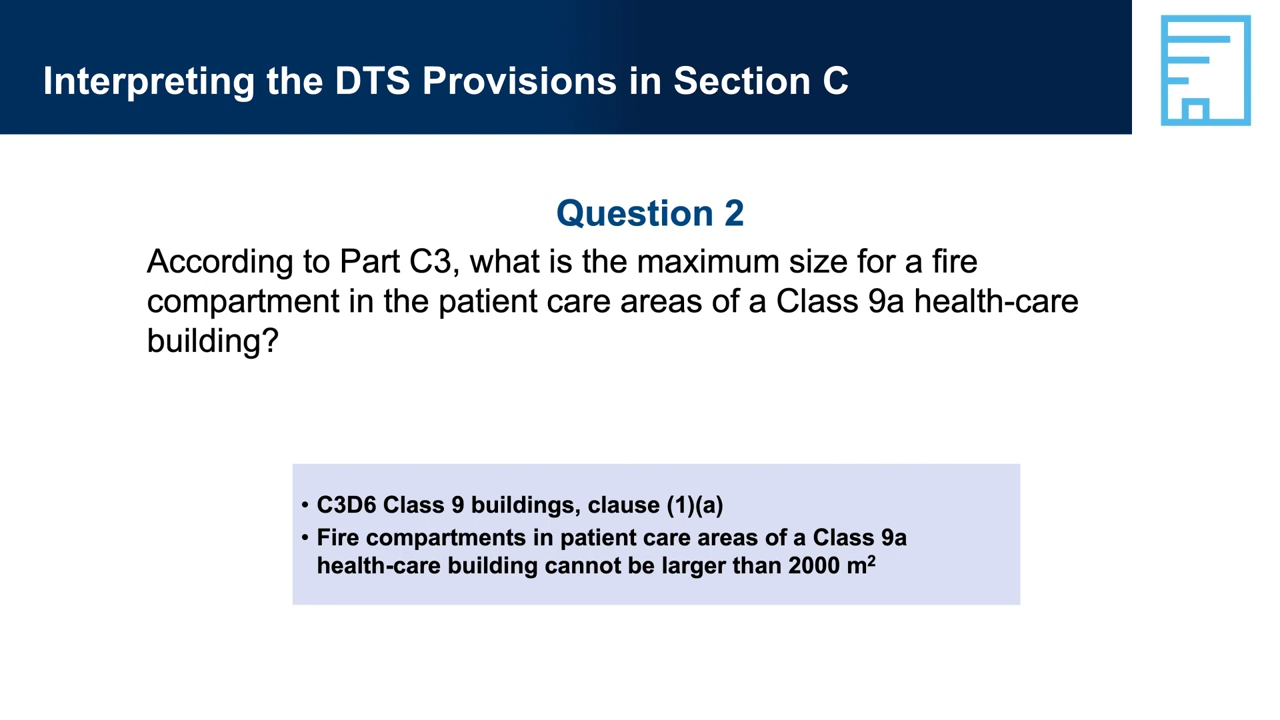 Interpreting the DTS Provisions in Section C
Question 2
According to Part C3, what is the maximum size for a fire
compartment in the patient care areas of a Class 9a health-care
building?
• C3D6 Class 9 buildings, clause (1)(a)
• Fire compartments in patient care areas of a Class 9a
health-care building cannot be larger than 2000 m²